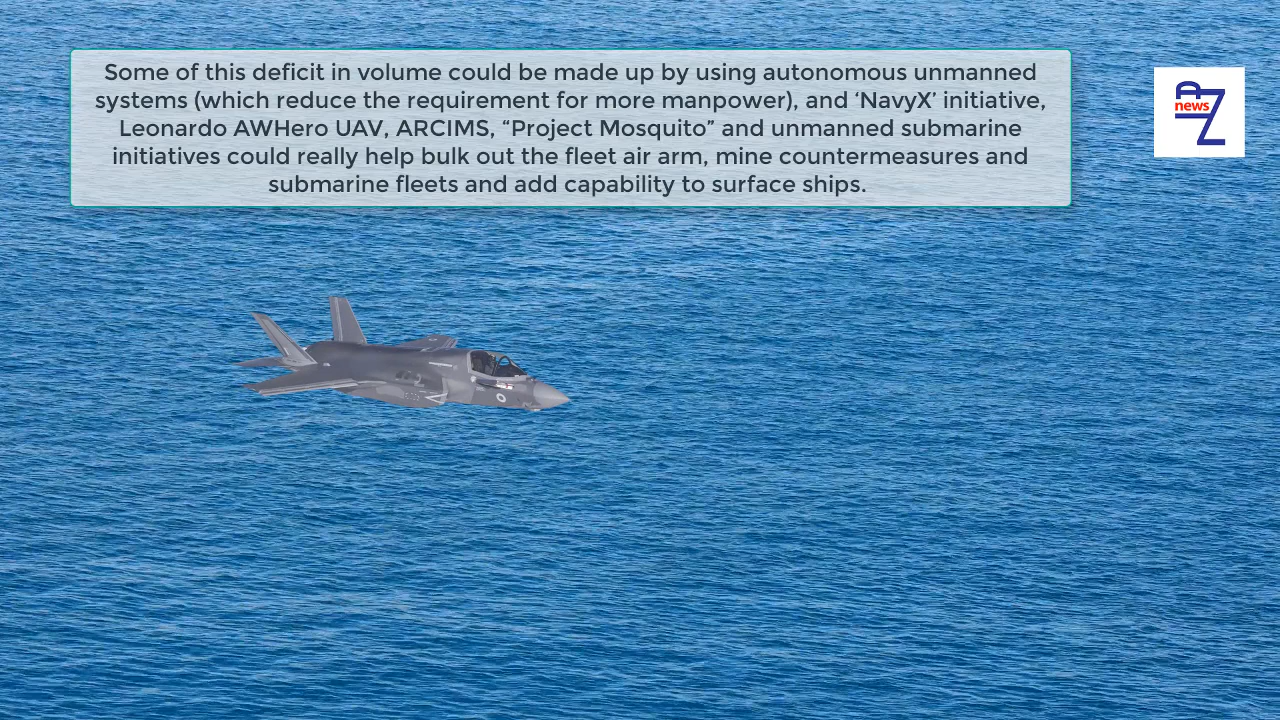 Some of this deficit in volume could be made up by using autonomous unmanned
systems (which reduce the requirement for more manpower), and ‘NavyX’ initiative,
Leonardo AWHero UAV, ARCIMS, “Project Mosquito” and unmanned submarine
initiatives could really help bulk out the fleet air arm, mine countermeasures and
submarine fleets and add capability to surface ships.
A
news
Z